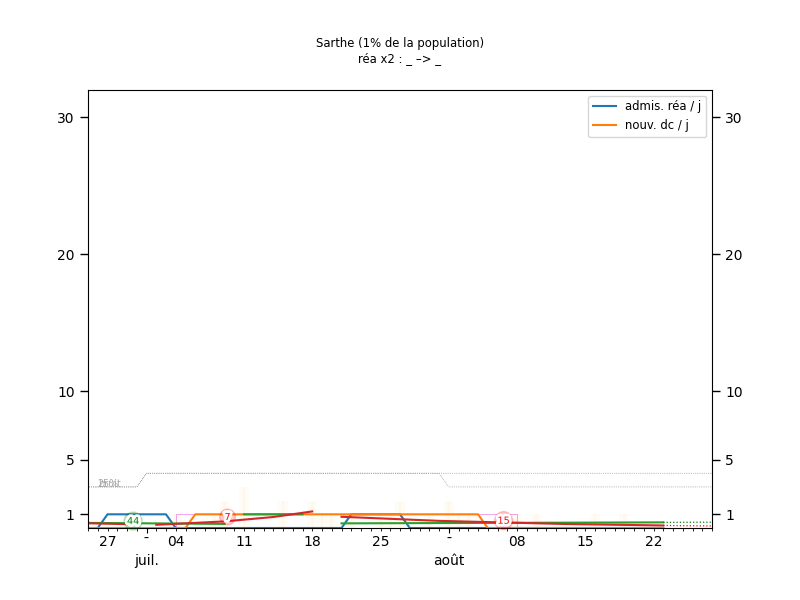 Sarthe (1% de la population)
réa x2 : _ –> _
admis. réa / j
nouv. dc / j
30 30
20 20
10 10
5 5
1 1
44 7 15
27 - 04 11 18 25 - 08 15 22
juil. août